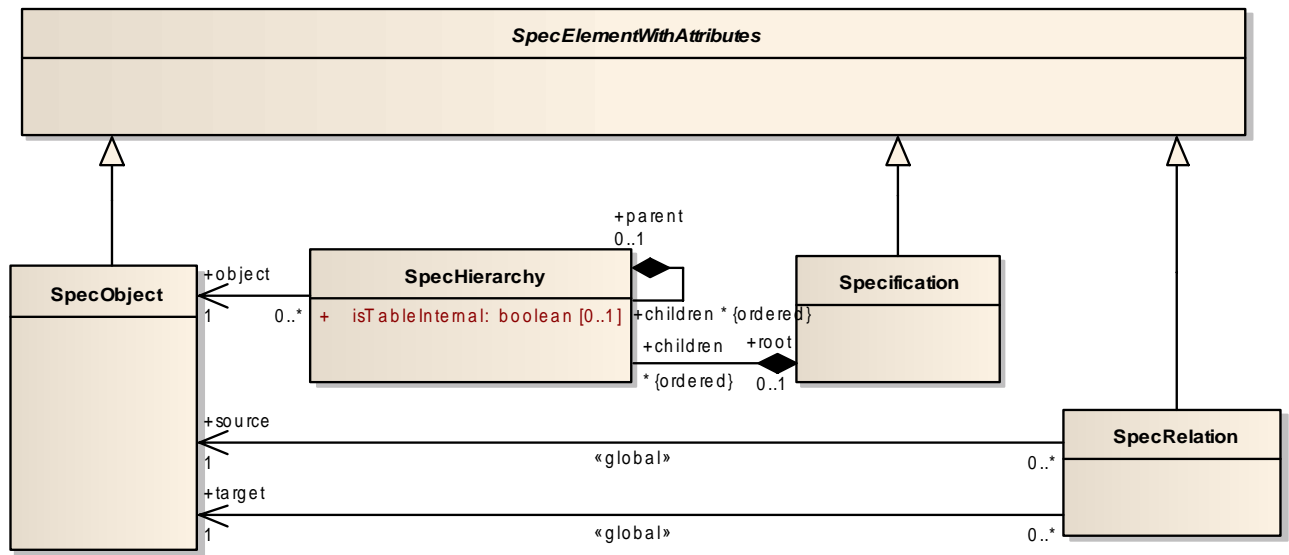 SpecElementWithAttributes
+parent
0..1
SpecObject
+object
1
0..*
SpecHierarchy
+ isTableInternal: boolean [0..1]
+children * {ordered}
Specification
+children
* {ordered}
+root
0..1
+source
1
«global»
0..*
SpecRelation
+target
1
«global»
0..*